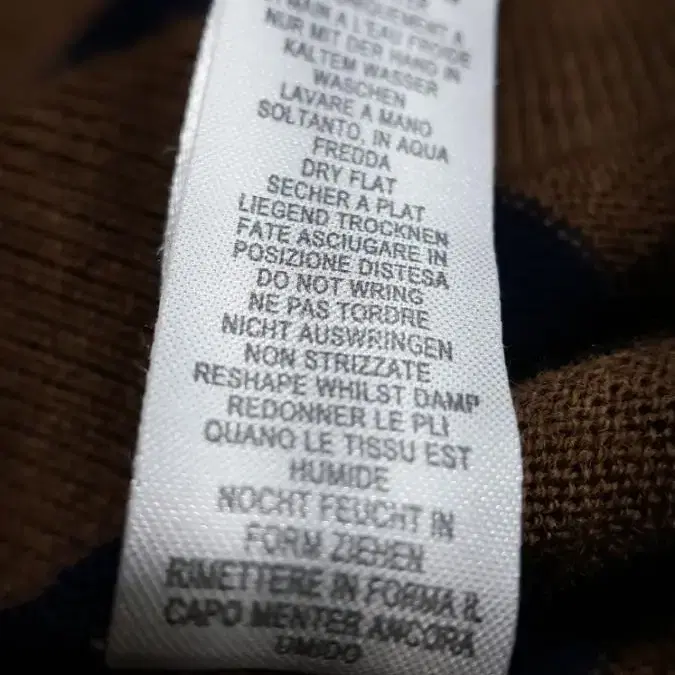 A MAIN A L'EAU FROIDE
NUR MIT DER HAND IN
KALTEM WASSER
WASCHEN
LAVARE A MANO
SOLTANTO, IN AQUA
FREDDA
DRY FLAT
SECHER A PLAT
LIEGEND TROCKNEN
FATE ASCIUGARE IN
POSIZIONE DISTESA
DO NOT WRING
NE PAS TORDRE
NICHT AUSWRINGEN
NON STRIZZATE
RESHAPE WHILST DAMP
REDONNER LE PLI
QUANO LE TISSU EST
HUMIDE
NOCHT FEUCHT IN
FORM ZIEHEN
RIMETTERE IN FORMA IL
CAPO MENTER ANCORA
UMIDO